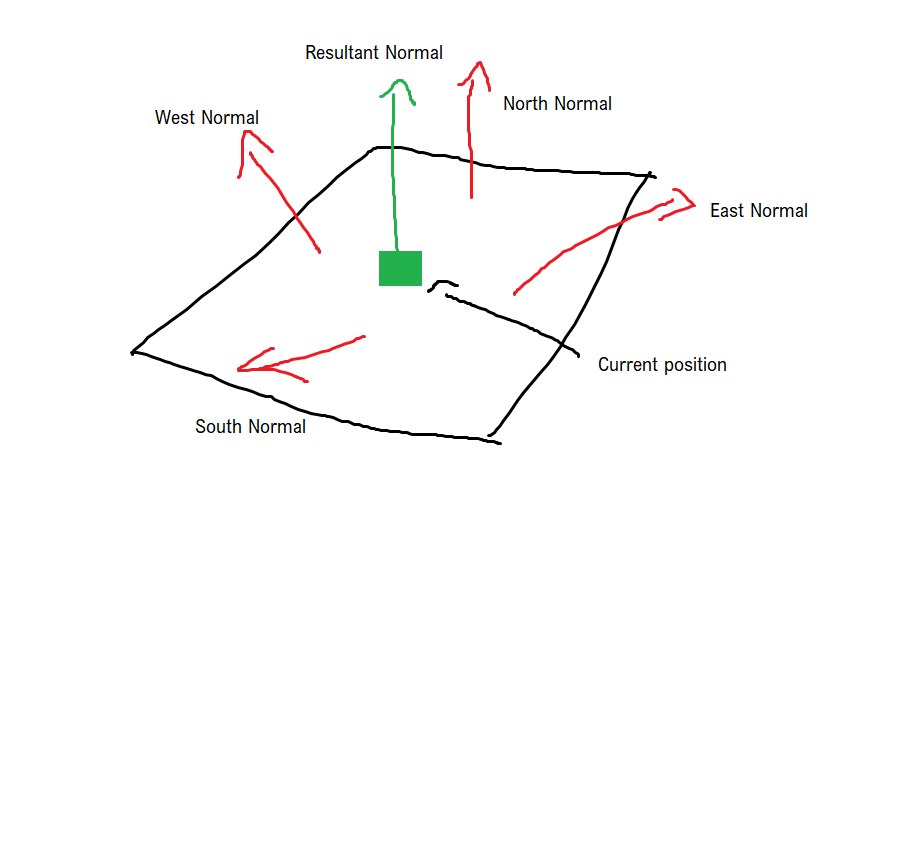 Resultant Normal
North Normal
West Normal
East Normal
Current position
South Normal